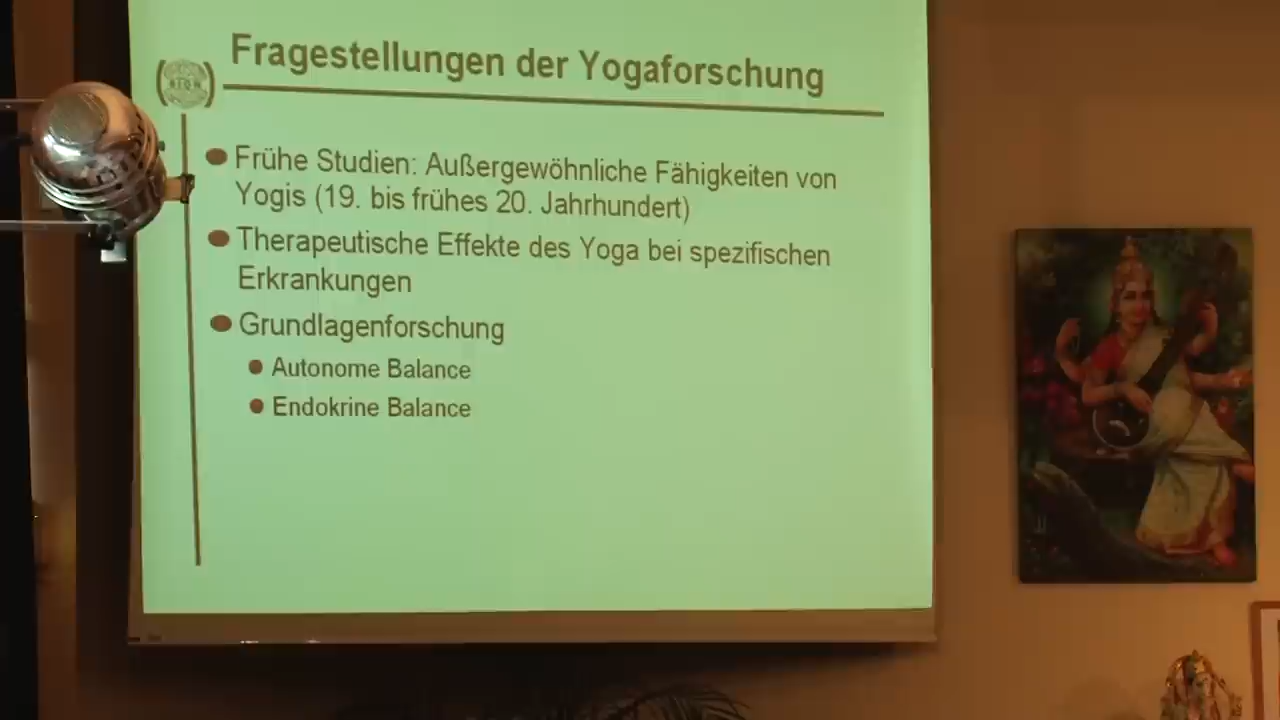 Fragestellungen der Yogaforschung
Frühe Studien: Außergewöhnliche Fähigkeiten von
Yogis (19. bis frühes 20. Jahrhundert)
Therapeutische Effekte des Yoga bei spezifischen
Erkrankungen
Grundlagenforschung
Autonome Balance
Endokrine Balance